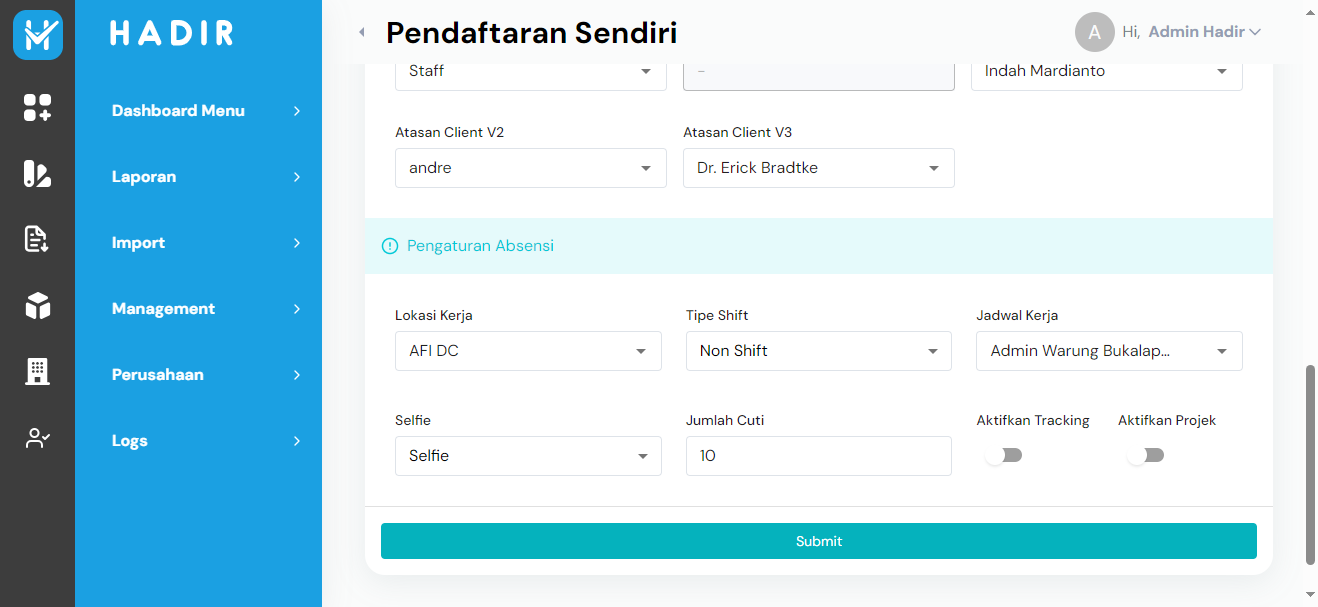 HADIR
Pendaftaran Sendiri
A Hi, Admin Hadir
Dashboard Menu
Laporan
Import
Management
Perusahaan
Logs
Staff
-
Indah Mardianto
Atasan Client V2
Atasan Client V3
andre
Dr. Erick Bradtke
Pengaturan Absensi
Lokasi Kerja
Tipe Shift
Jadwal Kerja
AFI DC
Non Shift
Admin Warung Bukalap...
Selfie
Jumlah Cuti
Aktifkan Tracking
Aktifkan Projek
Selfie
10
Submit